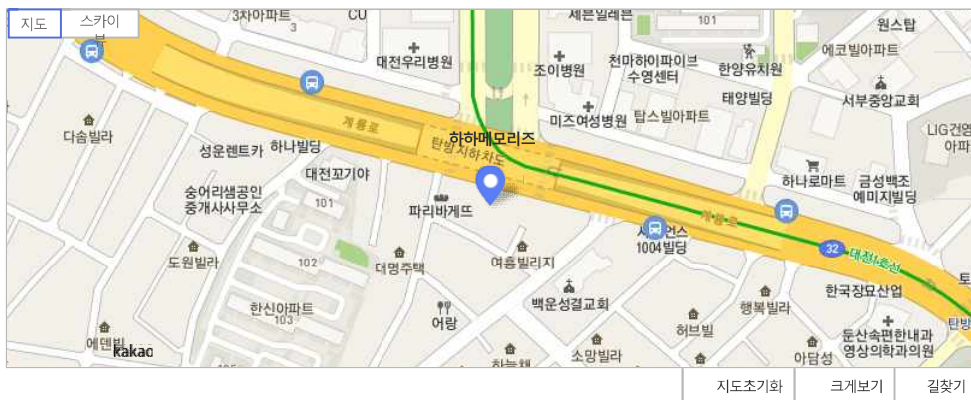 지도
스카이뷰
3차아파트
3
CU
세븐일레븐
101
원스탑
에코빌아파트
대전우리병원
조이병원
천마하이파이브
수영센터
한양유치원
태양빌딩
서부중앙교회
미즈여성병원
탑스빌아파트
계룡로
하하메모리즈
탄방지하차도
다솜빌라
성운렌트카
하나빌딩
대전꼬기야
하나로마트
금성백조
예미지빌딩
숭어리샘공인
중개사사무소
101
파리바게뜨
계룡로
1004빌딩
32
대전1호선
도원빌라
102
대명주택
여흥빌리지
한신아파트
103
어랑
백운성결교회
행복빌라
한국장묘산업
허브빌
에덴빌
kakao
하늘채
소망빌라
아담성
둔산속편한내과
영상의학과의원
탄방
지도초기화
크게보기
길찾기